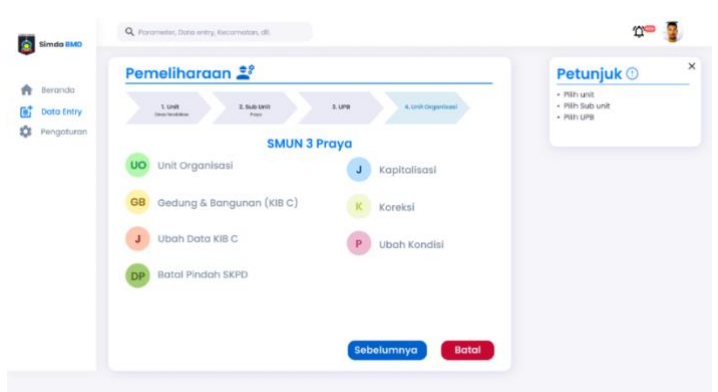 Simda BMD
Parameter, Data entry, Kecamatan, dll
Beranda
Data Entry
Pengaturan
Pemeliharaan
1. Unit
Dinas Pendidikan
2. Sub Unit
Praya
3. UPB
4. Unit Organisasi
SMUN 3 Praya
UO Unit Organisasi
GB Gedung & Bangunan (KIB C)
J Ubah Data KIB C
DP Batal Pindah SKPD
J Kapitalisasi
K Koreksi
P Ubah Kondisi
Sebelumnya
Batal
Petunjuk
• Pilih unit
• Pilih Sub unit
• Pilih UPB